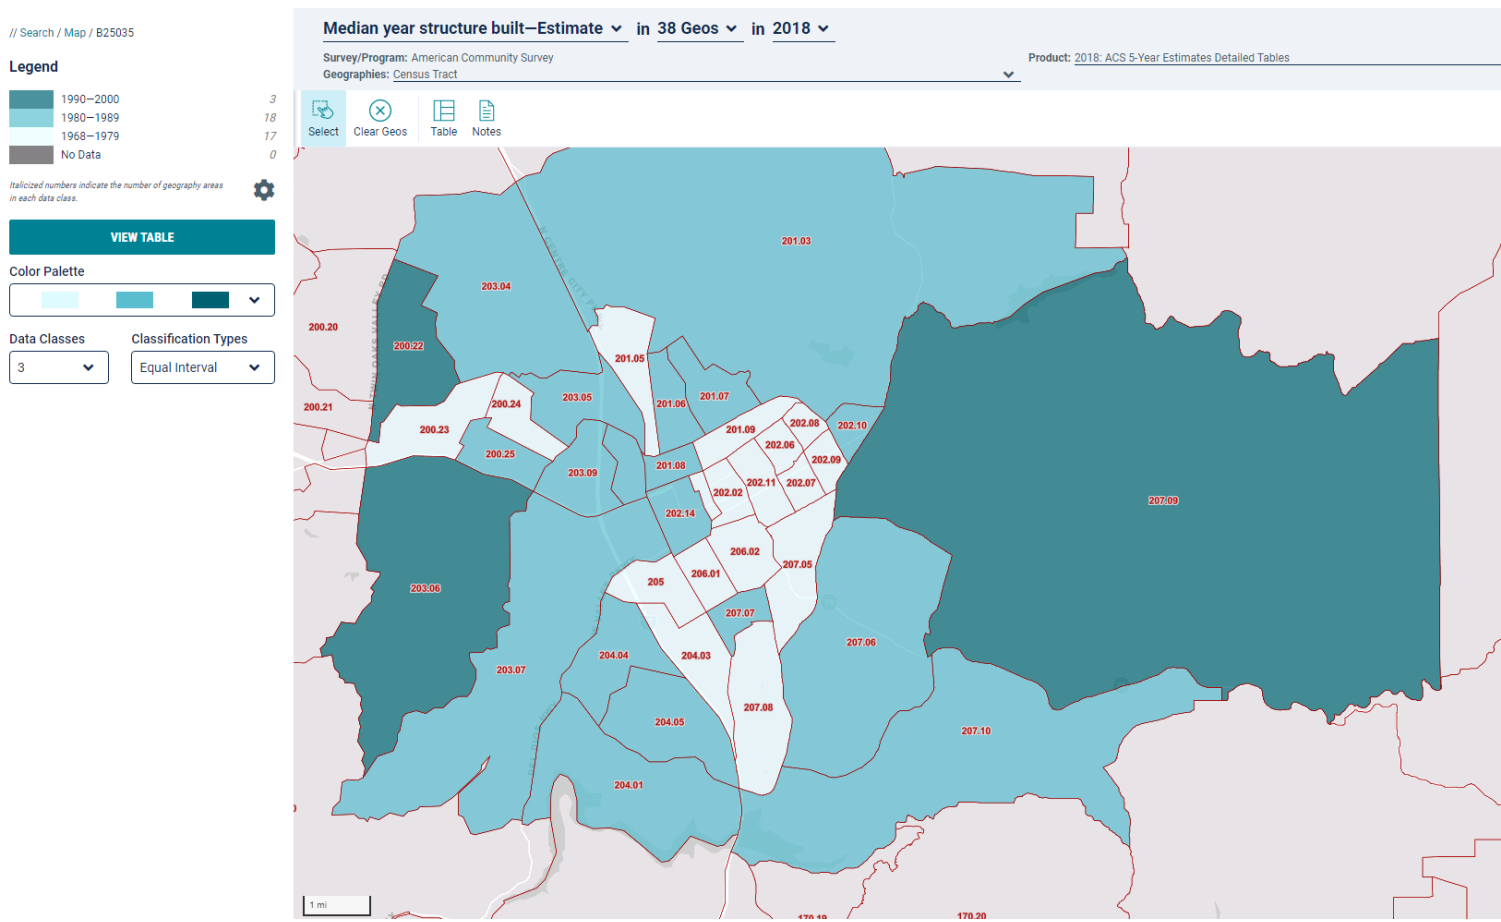 // Search / Map / B25035
Legend
1990—2000 3
1980—1989 18
1968—1979 17
No Data 0
Italicized numbers indicate the number of geography areas
in each data class.
VIEW TABLE
Color Palette
Data Classes
3
Classification Types
Equal Interval
Median year structure built—Estimate in 38 Geos in 2018
Survey/Program: American Community Survey
Product: 2018: ACS 5-Year Estimates Detailed Tables
Geographies: Census Tract
Select
Clear Geos
Table
Notes
201.03
203.04
200.20
200.22
201.05
203.05
201.07
201.06
200.24
200.21
200.23
201.09
202.08
202.10
202.06
200.25
203.09
201.08
202.09
202.11
202.07
202.02
207.09
202.14
206.02
207.05
206.01
205
203.06
207.07
207.06
204.04
204.03
203.07
207.08
204.05
207.10
204.01
1 mi
170.19
170.20